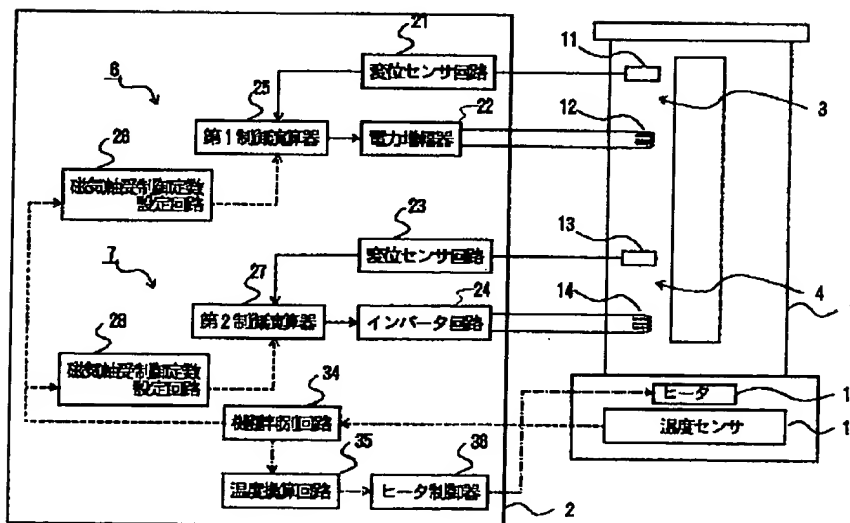 21
11
変位センサ回路
6
25
22
12
3
26
第1制御演算器
電力増幅器
磁気軸受制御定数
設定回路
23
13
7
変位センサ回路
27
24
14
4
第2制御演算器
インバータ回路
28
磁気軸受制御定数
設定回路
34
ヒータ
1
機種判別回路
温度センサ
1
35
36
温度換算回路
ヒータ制御器
2